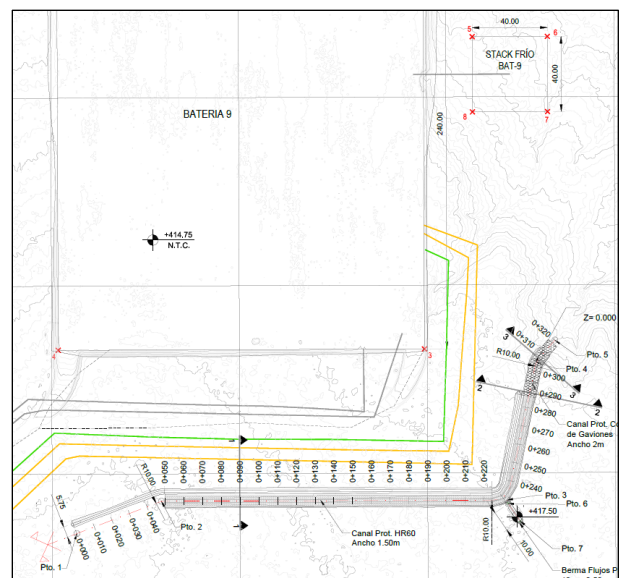 40.00
5
6
STACK FRÍO
BAT-9
40.00
8
7
BATERIA 9
240.00
+414.75
N.T.C.
4
3
Z= 0.000
0+320
0+310
3
Pto. 5
R10.00
Pto. 4
3
0+300
0+290
2
2
0+280
Canal Prot. Co
de Gaviones
Ancho 2m
0+270
0+260
0+250
0+240
1
R10.00
0+050
0+060
0+070
0+080
0+090
0+100
0+110
0+120
0+130
0+140
0+150
0+160
0+170
0+180
0+190
0+200
0+210
0+220
5.75
0+040
0+030
0+020
0+010
0+000
Pto. 1
Pto. 2
1
Canal Prot. HR60
Ancho 1.50m
R10.00
Pto. 3
Pto. 6
+417.50
10.00
Pto. 7
Berma Flujos P